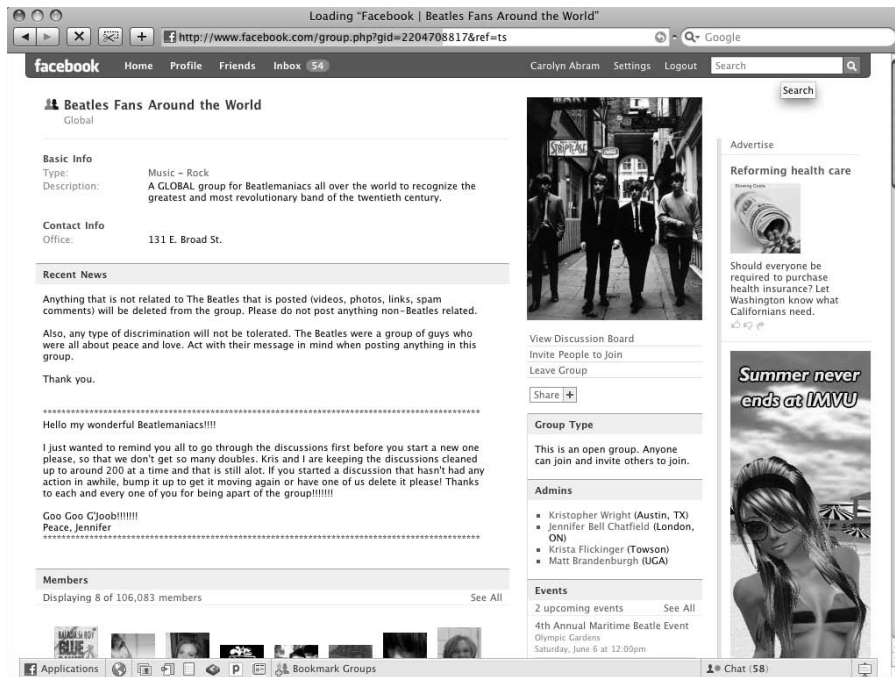 Loading “Facebook | Beatles Fans Around the World”
http://www.facebook.com/group.php?gid=2204708817&ref=ts
Google
facebook Home Profile Friends Inbox 54 Carolyn Abram Settings Logout Search
Search
Beatles Fans Around the World
Global
Basic Info
Type: Music – Rock
Description: A GLOBAL group for Beatlemaniacs all over the world to recognize the
greatest and most revolutionary band of the twentieth century.
Contact Info
Office: 131 E. Broad St.
Recent News
Anything that is not related to The Beatles that is posted (videos, photos, links, spam
comments) will be deleted from the group. Please do not post anything non-Beatles related.
Also, any type of discrimination will not be tolerated. The Beatles were a group of guys who
were all about peace and love. Act with their message in mind when posting anything in this
group.
Thank you.
****************************************************************************************
Hello my wonderful Beatlemaniacs!!!!
I just wanted to remind you all to go through the discussions first before you start a new one
please, so that we don't get so many doubles. Kris and I are keeping the discussions cleaned
up to around 200 at a time and that is still alot. If you started a discussion that hasn't had any
action in awhile, bump it up to get it moving again or have one of us delete it please! Thanks
to each and every one of you for being apart of the group!!!!!!!
Goo Goo G'Joob!!!!!!!
Peace, Jennifer
****************************************************************************************
Members
Displaying 8 of 106,083 members See All
BLUE
STRIPTEASE
View Discussion Board
Invite People to Join
Leave Group
Share +
Group Type
This is an open group. Anyone
can join and invite others to join.
Admins
Kristopher Wright (Austin, TX)
Jennifer Bell Chatfield (London,
ON)
Krista Flickinger (Towson)
Matt Brandenburgh (UGA)
Events
2 upcoming events See All
4th Annual Maritime Beatle Event
Olympic Gardens
Saturday, June 6 at 12:00pm
Advertise
Reforming health care
Should everyone be
required to purchase
health insurance? Let
Washington know what
Californians need.
Summer never
ends at IMVU
Applications Bookmark Groups Chat (58)